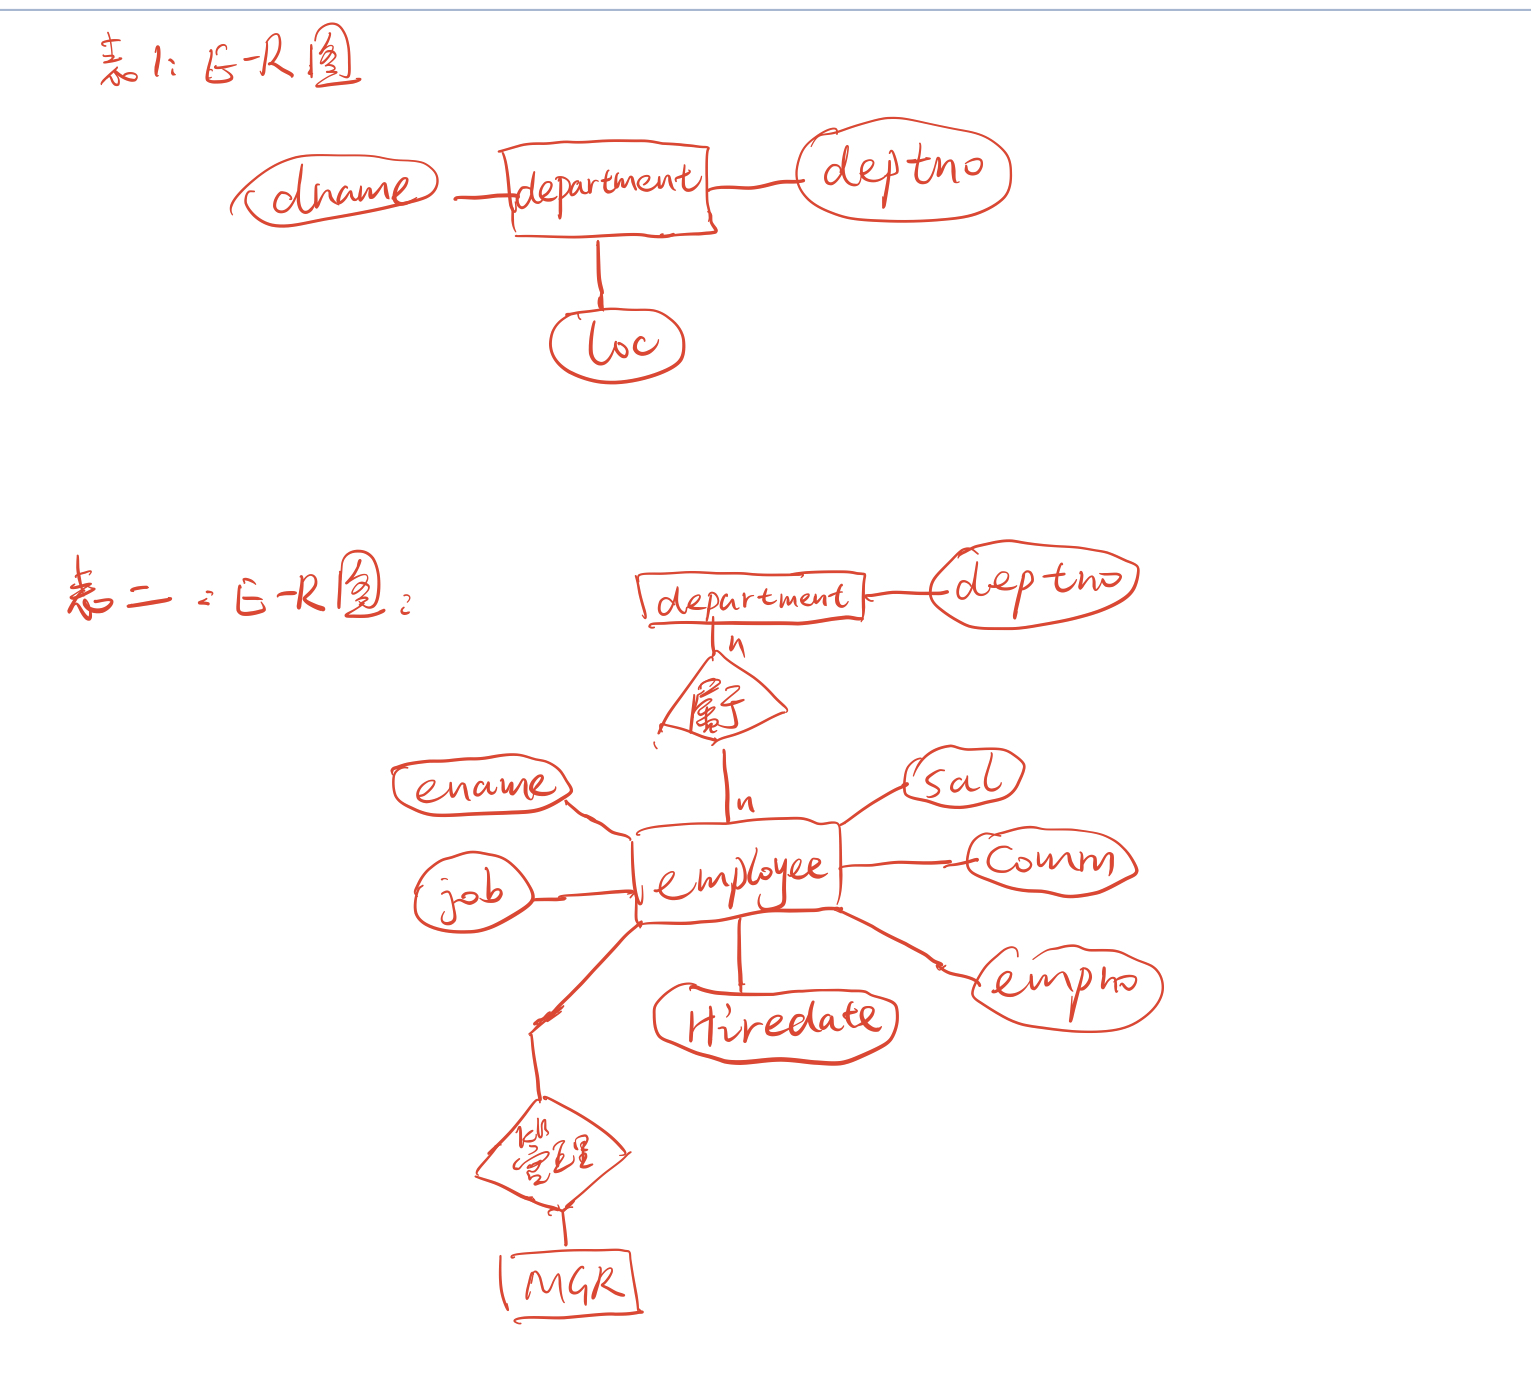 表1: E-R图
dname
department
deptno
loc
表二：E-R图：
department
deptno
n
属于
n
ename
sal
employee
comm
job
empno
Hiredate
管理
MGR